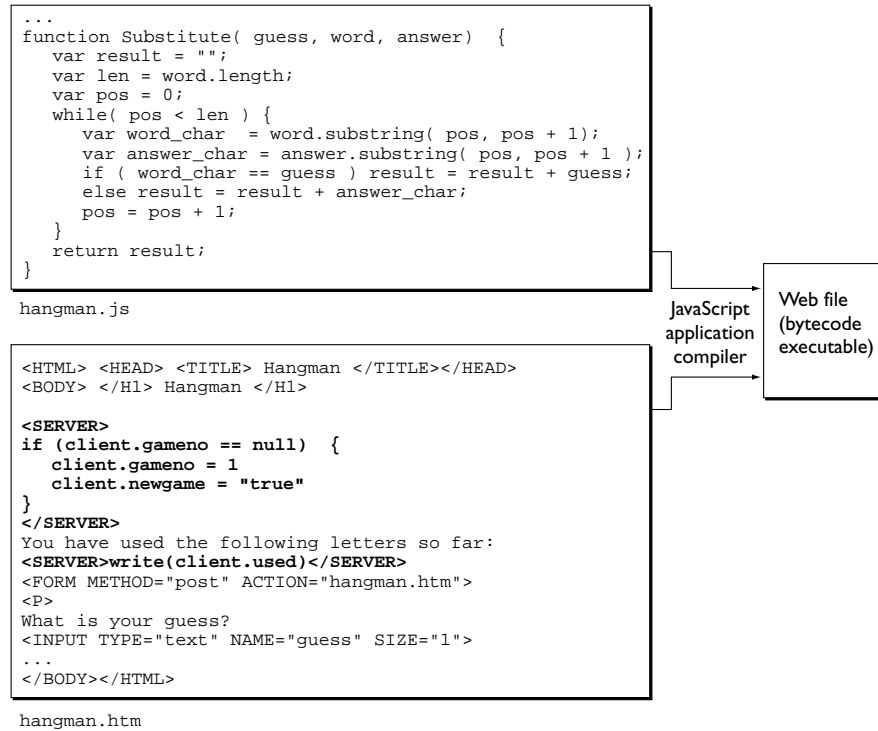 ...
function Substitute( guess, word, answer)  {
   var result = "";
   var len = word.length;
   var pos = 0;
   while( pos < len ) {
      var word_char  = word.substring( pos, pos + 1);
      var answer_char = answer.substring( pos, pos + 1 );
      if ( word_char == guess ) result = result + guess;
      else result = result + answer_char;
      pos = pos + 1;
   }
   return result;
}
hangman.js
JavaScript
application
compiler
Web file
(bytecode
executable)
<HTML> <HEAD> <TITLE> Hangman </TITLE></HEAD>
<BODY> </H1> Hangman </H1>
<SERVER>
if (client.gameno == null)  {
   client.gameno = 1
   client.newgame = "true"
}
</SERVER>
You have used the following letters so far:
<SERVER>write(client.used)</SERVER>
<FORM METHOD="post" ACTION="hangman.htm">
<P>
What is your guess?
<INPUT TYPE="text" NAME="guess" SIZE="1">
...
</BODY></HTML>
hangman.htm